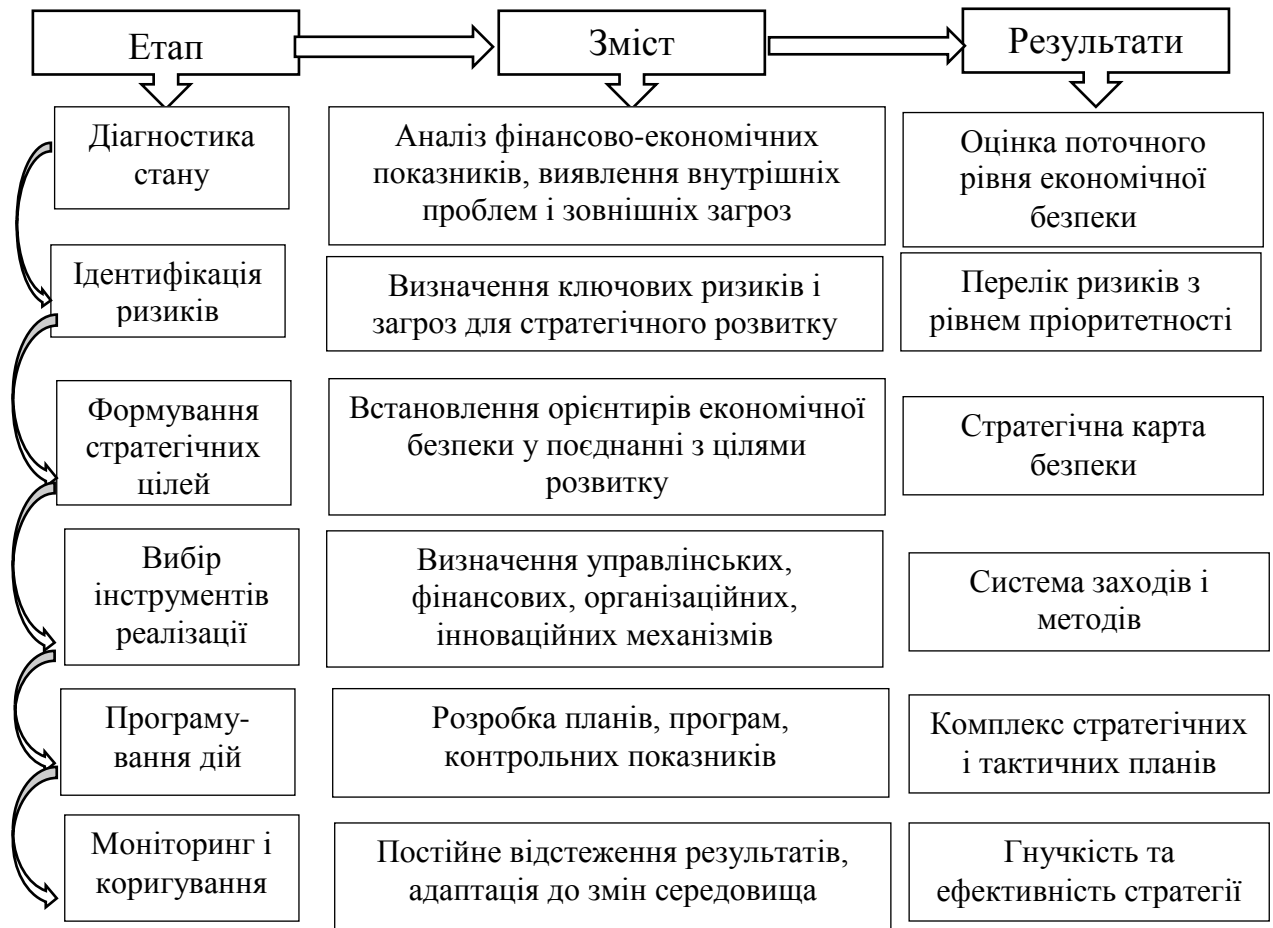 Етап
Зміст
Результати
Діагностика
стану
Аналіз фінансово-економічних
показників, виявлення внутрішніх
проблем і зовнішніх загроз
Оцінка поточного
рівня економічної
безпеки
Ідентифікація
ризиків
Визначення ключових ризиків і
загроз для стратегічного розвитку
Перелік ризиків з
рівнем пріоритетності
Формування
стратегічних
цілей
Встановлення орієнтирів економічної
безпеки у поєднанні з цілями
розвитку
Стратегічна карта
безпеки
Вибір
інструментів
реалізації
Визначення управлінських,
фінансових, організаційних,
інноваційних механізмів
Система заходів і
методів
Програму-
вання дій
Розробка планів, програм,
контрольних показників
Комплекс стратегічних
і тактичних планів
Моніторинг і
коригування
Постійне відстеження результатів,
адаптація до змін середовища
Гнучкість та
ефективність стратегії